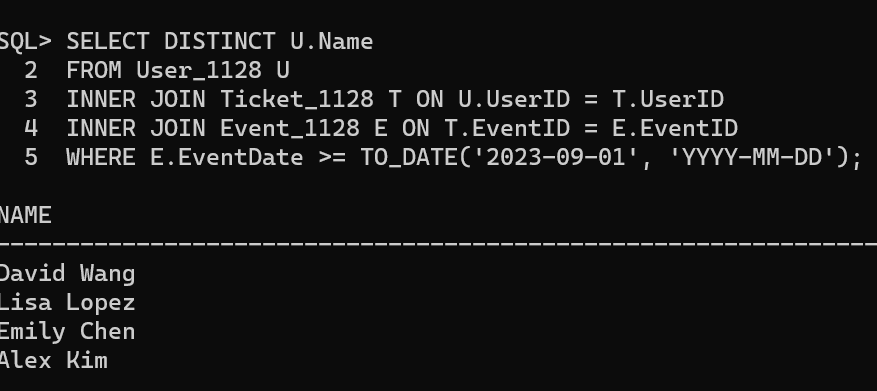 SQL> SELECT DISTINCT U.Name
2 FROM User_1128 U
3 INNER JOIN Ticket_1128 T ON U.UserID = T.UserID
4 INNER JOIN Event_1128 E ON T.EventID = E.EventID
5 WHERE E.EventDate >= TO_DATE('2023-09-01', 'YYYY-MM-DD');
NAME
--------------------------------------------------------------------------------
David Wang
Lisa Lopez
Emily Chen
Alex Kim